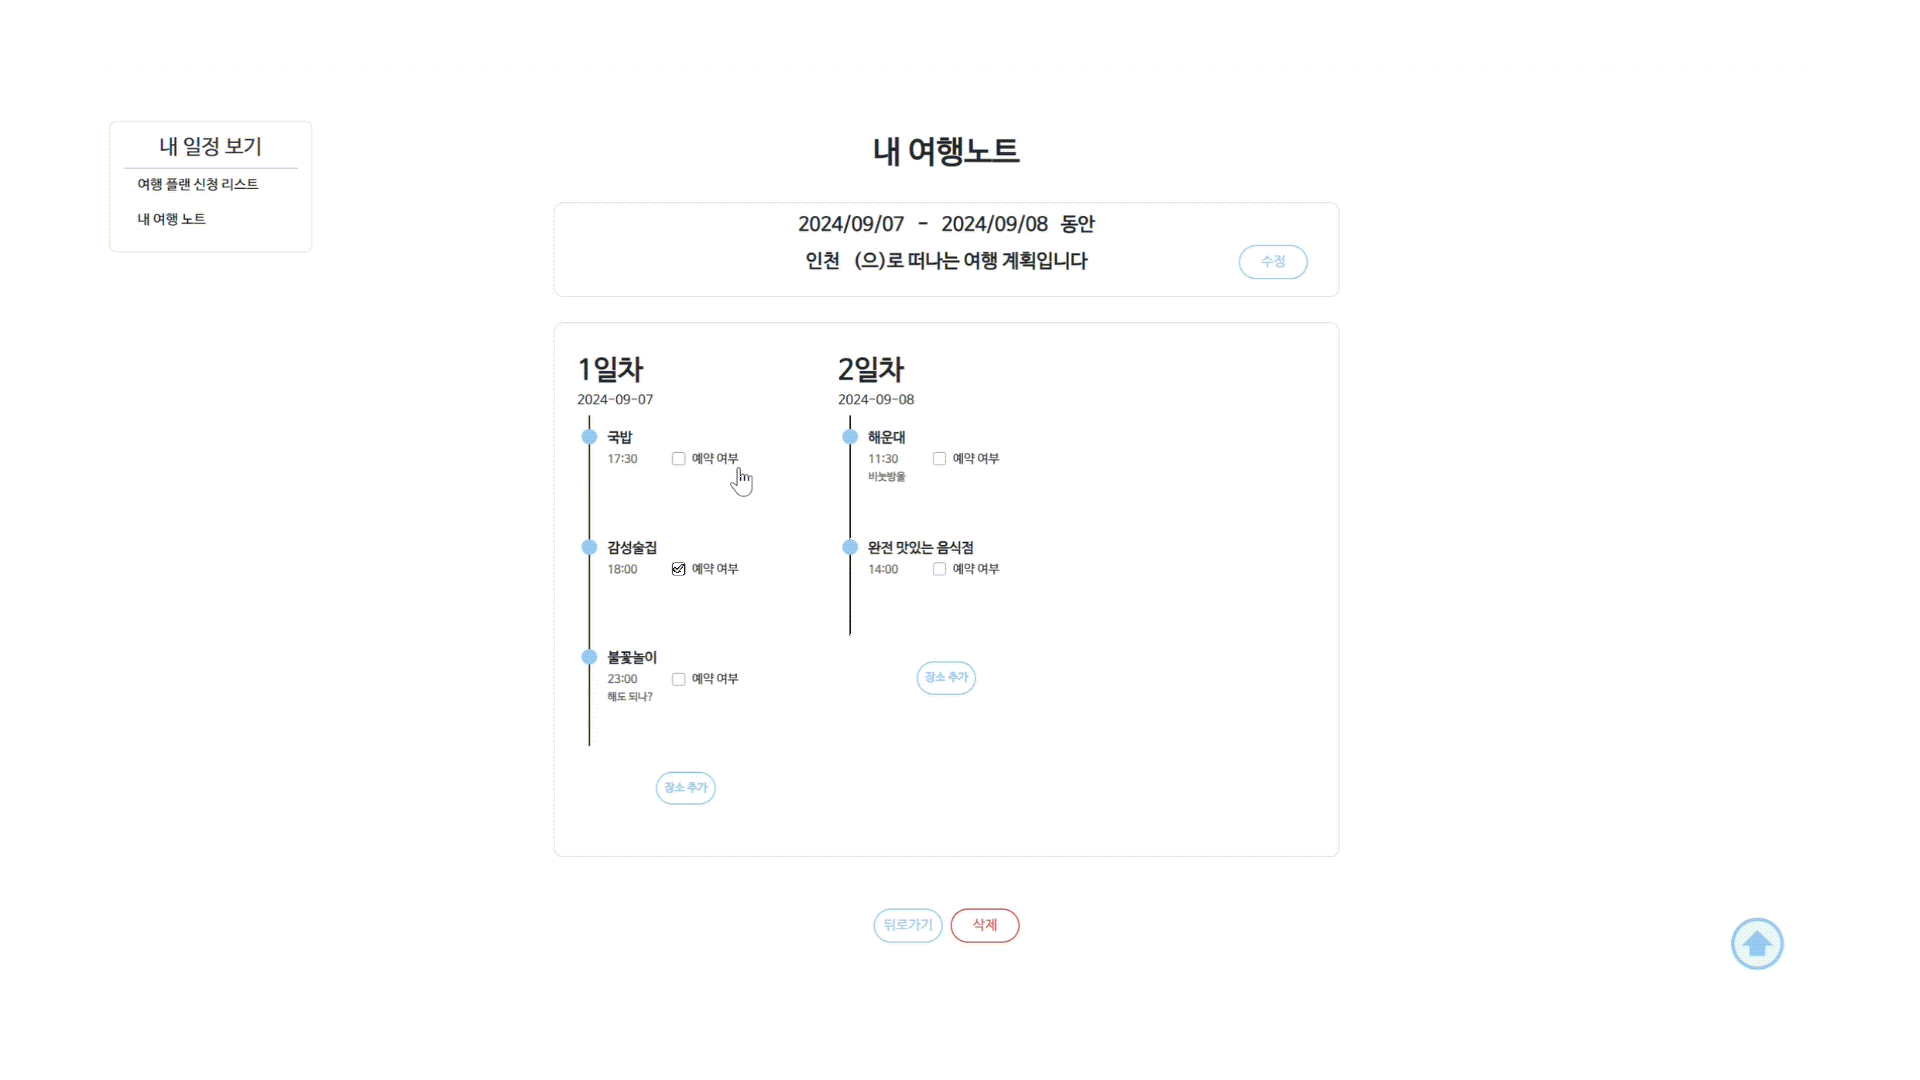 내 일정 보기
여행 플랜 신청 리스트
내 여행 노트
내 여행노트
2024/09/07 - 2024/09/08 동안
인천 (으)로 떠나는 여행 계획입니다
수정
1일차
2024-09-07
국밥
17:30 예약 여부
감성술집
18:00 예약 여부
불꽃놀이
23:00 예약 여부
해도 되나?
장소 추가
2일차
2024-09-08
해운대
11:30 예약 여부
비눗방울
완전 맛있는 음식점
14:00 예약 여부
장소 추가
뒤로가기
삭제